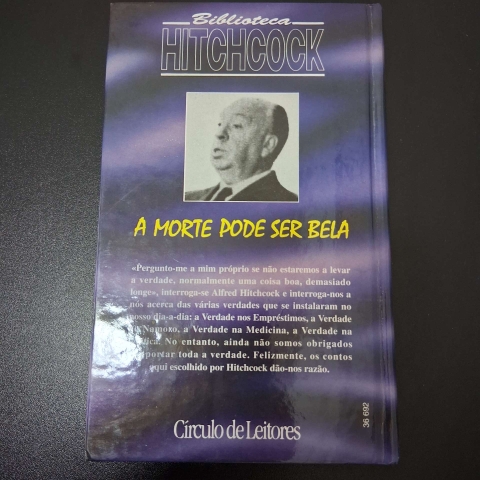 Biblioteca
HITCHCOCK
A MORTE PODE SER BELA
«Pergunto-me a mim próprio se não estaremos a levar
a verdade, normalmente uma coisa boa, demasiado
longe», interroga-se Alfred Hitchcock e interroga-nos a
nós acerca das várias verdades que se instalaram no
nosso dia-a-dia: a Verdade nos Empréstimos, a Verdade
no Namoro, a Verdade na Medicina, a Verdade na
No entanto, ainda não somos obrigados
a suportar toda a verdade. Felizmente, os contos
aqui escolhido por Hitchcock dão-nos razão.
Círculo de Leitores
36 692